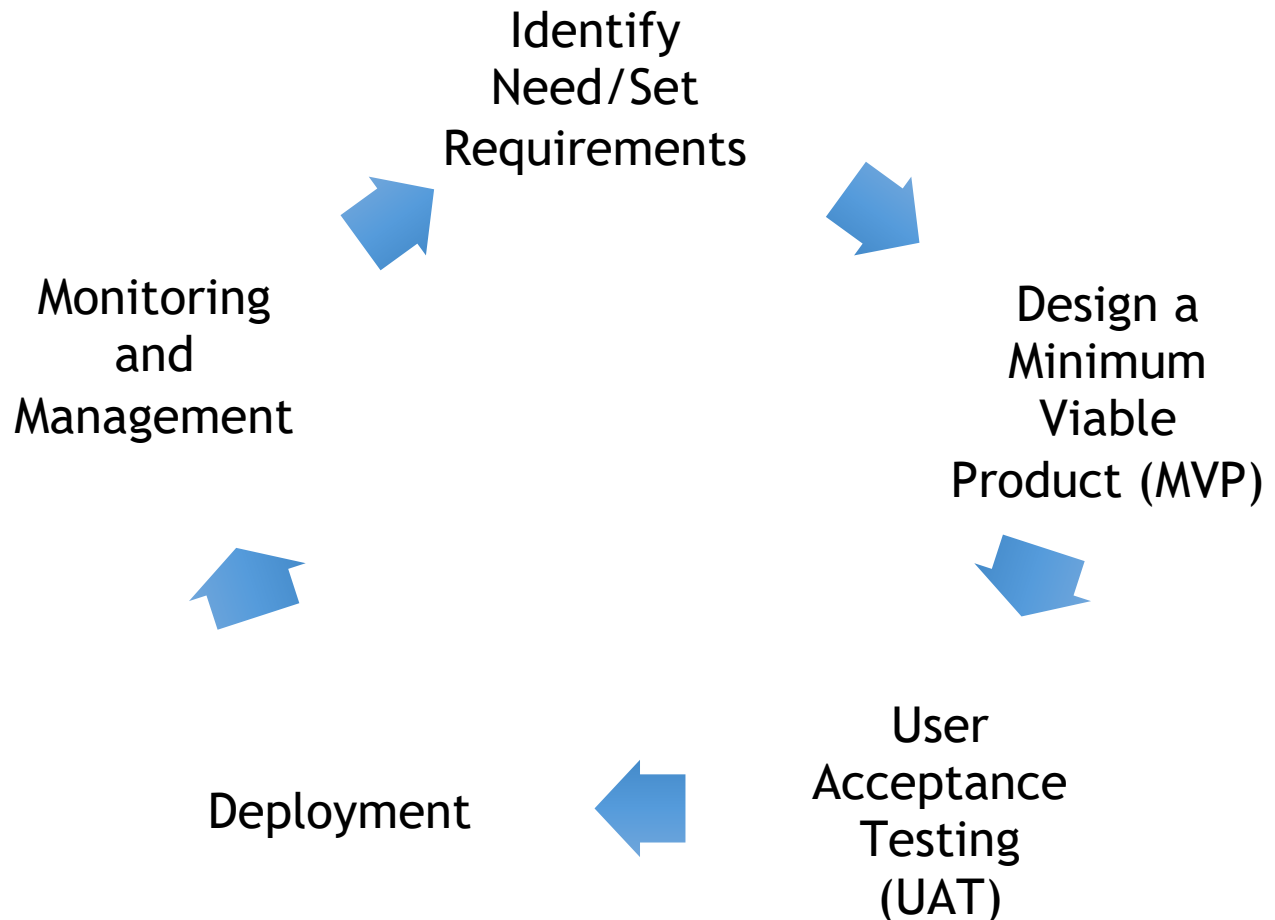 Identify
Need/Set
Requirements
Design a
Minimum
Viable
Product (MVP)
User
Acceptance
Testing
(UAT)
Deployment
Monitoring
and
Management